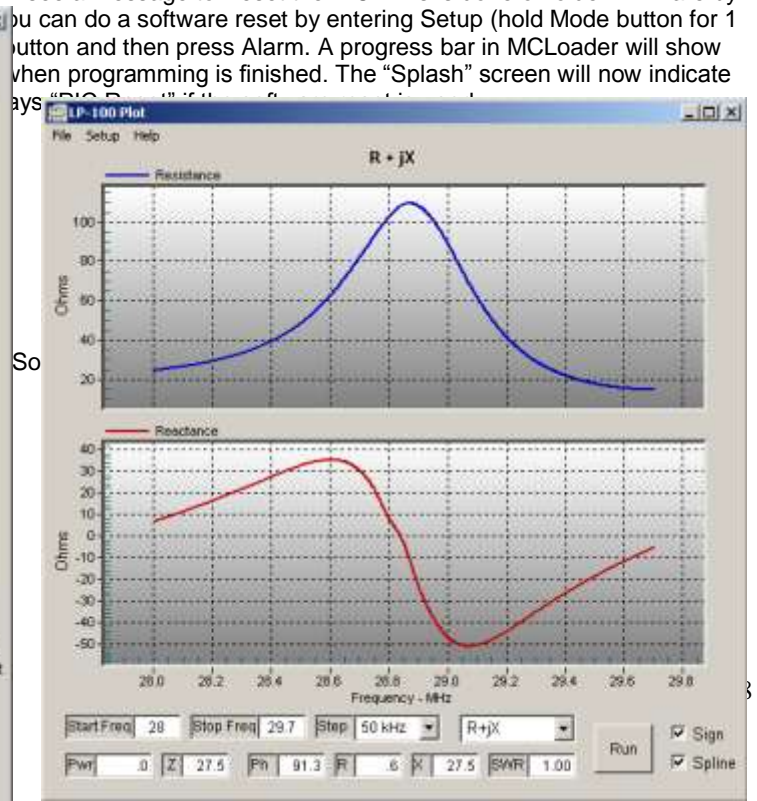 ou can do a software reset by entering Setup (hold Mode button for 1
button and then press Alarm. A progress bar in MCLoader will show
when programming is finished. The “Splash” screen will now indicate
LP-100 Plot
File Setup Help
R + jX
Resistance
100
80
60
40
20
Ohms
So
Reactance
40
30
20
10
0
-10
-20
-30
-40
-50
Ohms
28.0 28.2 28.4 28.6 28.8 29.0 29.2 29.4 29.6 29.8
Frequency - MHz
Start Freq 28 Stop Freq 29.7 Step 50 kHz R+jX
Run
Sign
Spline
Pwr .0 Z 27.5 Ph 91.3 R .6 X 27.5 SWR 1.00